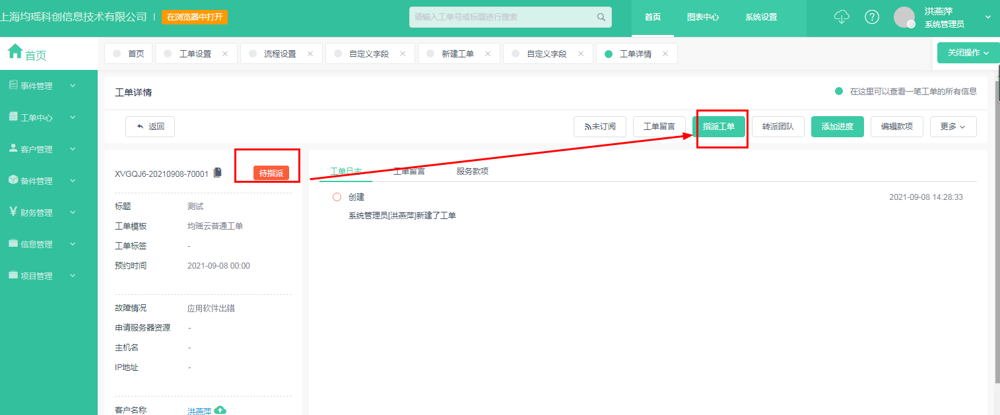 上海均瑶科创信息技术有限公司 | 在浏览器中打开
请输入工单号或标题进行搜索
首页 图表中心 系统设置
洪燕萍
系统管理员
首页
首页 工单设置 × 流程设置 × 自定义字段 × 新建工单 × 自定义字段 × 工单详情 ×
关闭操作
事件管理
工单中心
客户管理
备件管理
¥ 财务管理
信息管理
项目管理
工单详情
在这里可以查看一笔工单的所有信息
返回
未订阅 工单留言 指派工单 转派团队 添加进度 编辑款项 更多
XVGQJ6-20210908-70001 待指派
标题 测试
工单模板 均瑶云普通工单
工单标签 -
预约时间 2021-09-08 00:00
故障情况 应用软件出错
申请服务器资源 -
主机名 -
IP地址 -
客户名称 洪燕萍
工单日志 工单留言 服务款项
创建 2021-09-08 14:28:33
系统管理员[洪燕萍]新建了工单